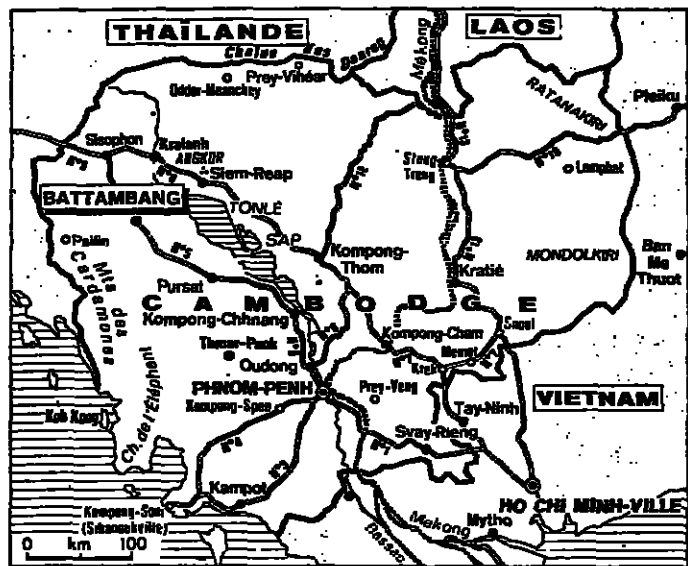 THAÏLANDE
LAOS
Chaîne des Dangrek
Mékong
Prey-Vihéar
Oddar-Meanchey
RATANAKIRI
Pleiku
Sisophon
Kralanh
ANGKOR
Siem-Reap
Stung
Treng
Lomphat
BATTAMBANG
TONLÉ
SAP
Pailin
Mts des
Cardamones
Pursat
Kompong-
Thom
Kratié
MONDOLKIRI
Ban
Me
Thuot
CAMBODGE
Kompong-Chhnang
Kompong-Cham
Snoul
Memot
Krek
Oudong
PHNOM-PENH
Prey-Veng
Kompong-Speu
Tay-Ninh
VIETNAM
Koh Kong
Ch. de l'Eléphant
Svay-Rieng
Kampot
HO CHI MINH-VILLE
Kompong-Som
(Sihanoukville)
Mekong
Mytho
Bassac
0 km 100